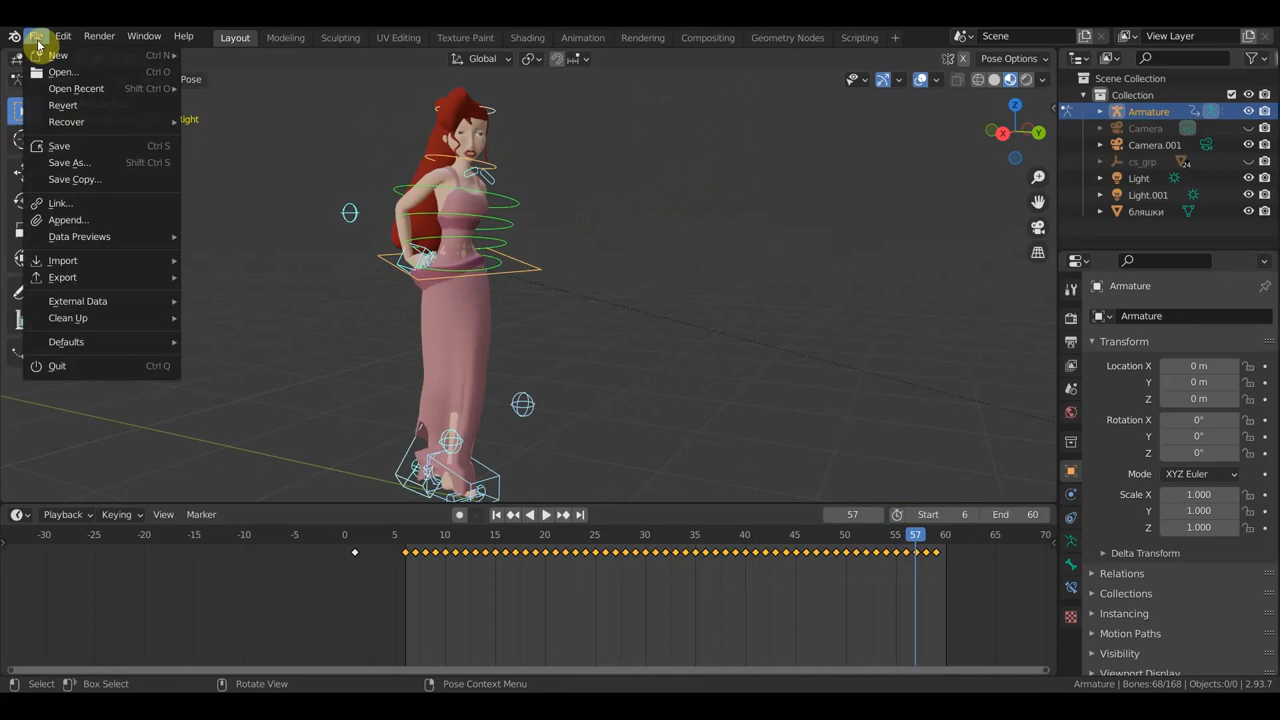 File Edit Render Window Help Layout Modeling Sculpting UV Editing Texture Paint Shading Animation Rendering Compositing Geometry Nodes Scripting + Scene View Layer
New Ctrl N
Open... Ctrl O
Open Recent Shift Ctrl O
Revert
Recover
Save Ctrl S
Save As... Shift Ctrl S
Save Copy...
Link...
Append...
Data Previews
Import
Export
External Data
Clean Up
Defaults
Quit Ctrl Q
Pose
Right
Global
X
Pose Options
Z
X
Y
Scene Collection
Collection
Armature
Camera
Camera.001
cs_grp 24
Light
Light.001
бляшки
Armature
Armature
Transform
Location X 0 m
Y 0 m
Z 0 m
Rotation X 0°
Y 0°
Z 0°
Mode XYZ Euler
Scale X 1.000
Y 1.000
Z 1.000
Delta Transform
Relations
Collections
Instancing
Motion Paths
Visibility
Playback Keying View Marker 57 Start 6 End 60
-30 -25 -20 -15 -10 -5 0 5 10 15 20 25 30 35 40 45 50 55 57 60 65 70
Select Box Select Rotate View Pose Context Menu Armature | Bones:68/168 | Objects:0/0 | 2.93.7